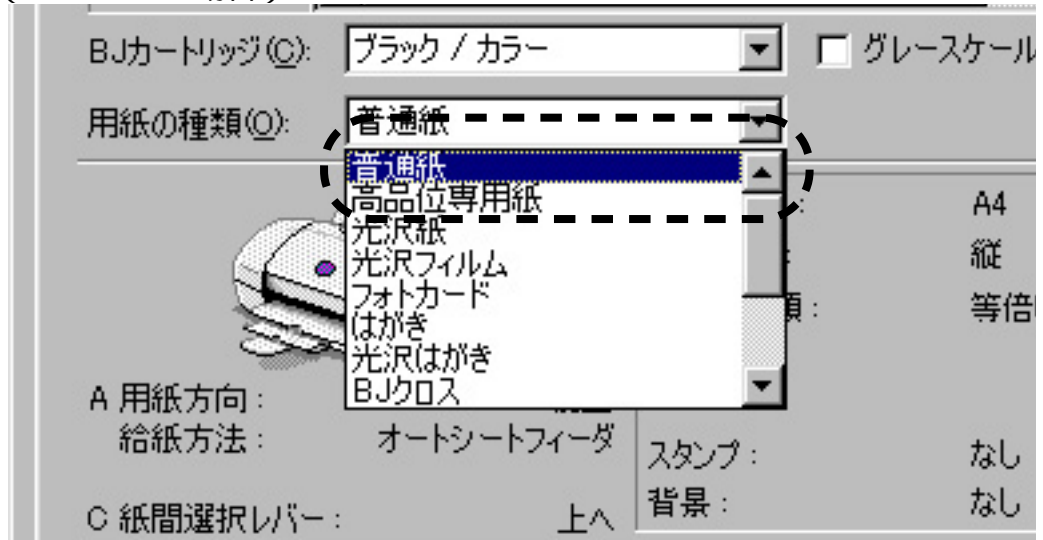 BJカートリッジ(C): ブラック / カラー グレースケール
用紙の種類(O): 普通紙
普通紙
高品位専用紙
A4
光沢紙
縦
光沢フィルム
フォトカード
等倍
はがき
光沢はがき
BJクロス
A 用紙方向 :
給紙方法 : オートシートフィーダ
スタンプ : なし
背景 : なし
C 紙間選択レバー : 上へ